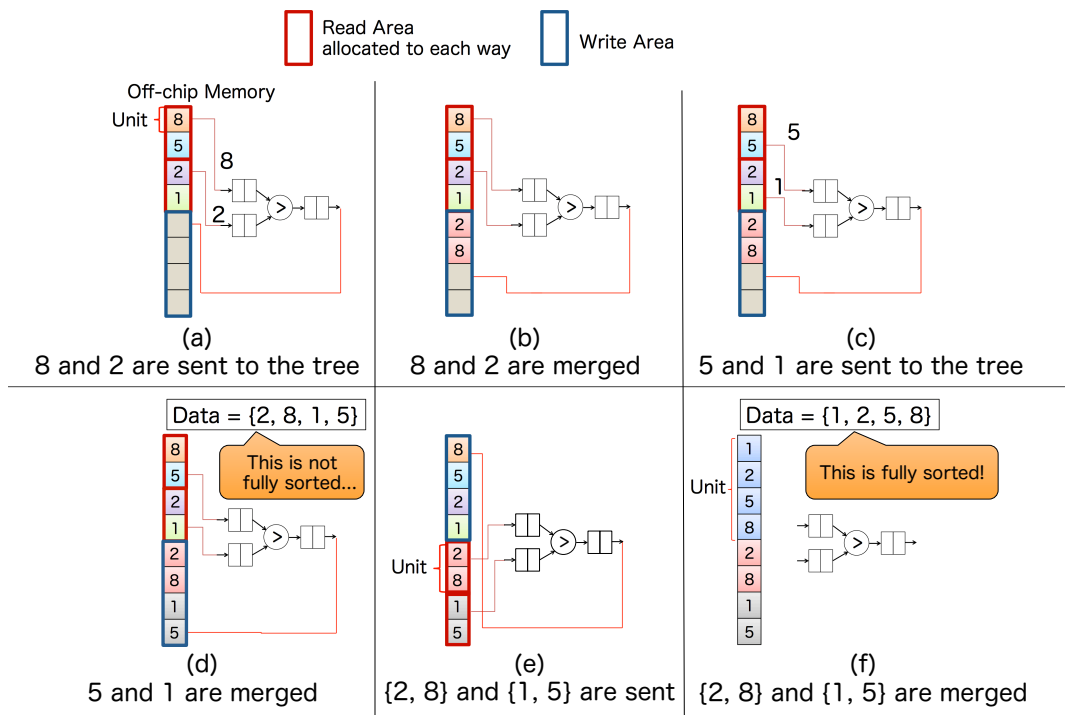 Read Area
allocated to each way
Write Area
Off-chip Memory
Unit
8
5
2
1
8
2
>
(a)
8 and 2 are sent to the tree
8
5
2
1
2
8
>
(b)
8 and 2 are merged
8
5
2
1
2
8
5
1
>
(c)
5 and 1 are sent to the tree
Data = {2, 8, 1, 5}
This is not
fully sorted...
8
5
2
1
2
8
1
5
>
(d)
5 and 1 are merged
8
5
2
1
2
8
1
5
Unit
>
(e)
{2, 8} and {1, 5} are sent
Data = {1, 2, 5, 8}
This is fully sorted!
Unit
1
2
5
8
2
8
1
5
>
(f)
{2, 8} and {1, 5} are merged